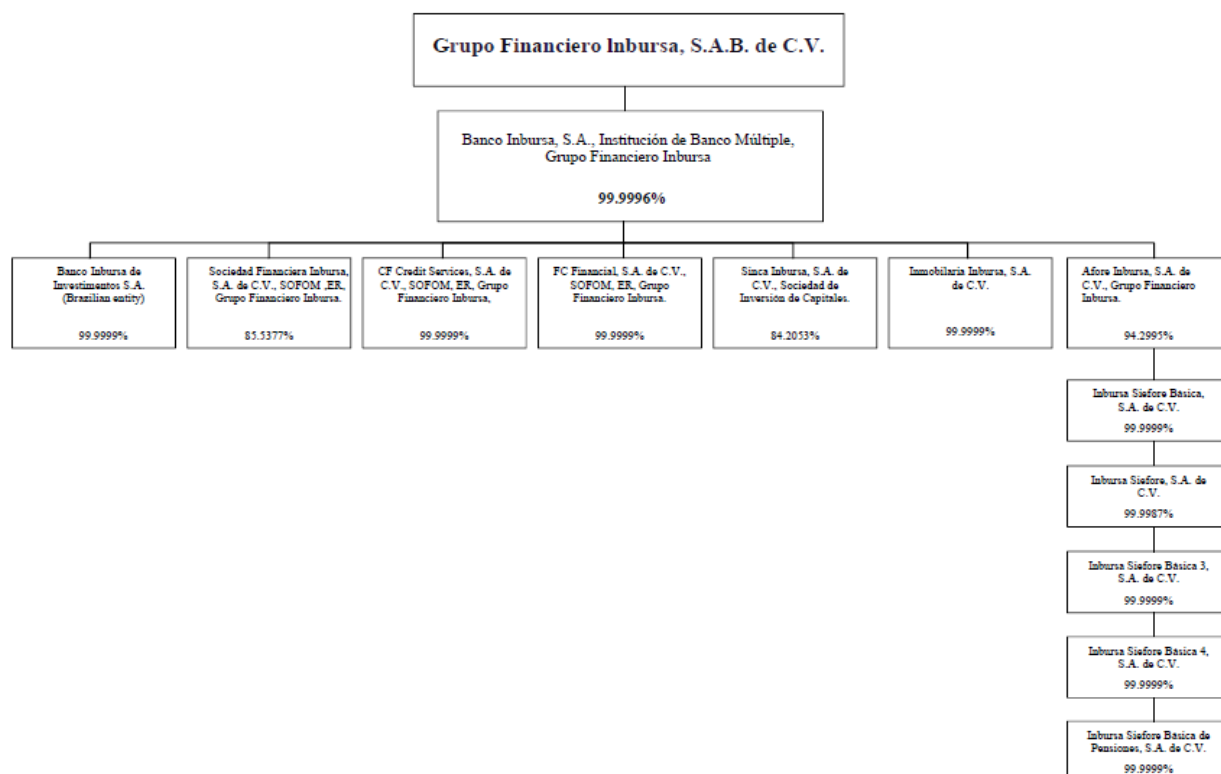 Grupo Financiero Inbursa, S.A.B. de C.V.
Banco Inbursa, S.A., Institución de Banco Múltiple,
Grupo Financiero Inbursa
99.9996%
Banco Inbursa de
Investimentos S.A.
(Brazilian entity)
99.9999%
Sociedad Financiera Inbursa,
S.A. de C.V., SOFOM ,ER,
Grupo Financiero Inbursa.
85.5377%
CF Credit Services, S.A. de
C.V., SOFOM, ER, Grupo
Financiero Inbursa,
99.9999%
FC Financial, S.A. de C.V.,
SOFOM, ER, Grupo
Financiero Inbursa.
99.9999%
Sinca Inbursa, S.A. de
C.V., Sociedad de
Inversión de Capitales.
84.2053%
Inmobilaria Inbursa, S.A.
de C.V.
99.9999%
Afore Inbursa, S.A. de
C.V., Grupo Financiero
Inbursa.
94.2995%
Inbursa Siefore Básica,
S.A. de C.V.
99.9999%
Inbursa Siefore, S.A. de
C.V.
99.9987%
Inbursa Siefore Básica 3,
S.A. de C.V.
99.9999%
Inbursa Siefore Básica 4,
S.A. de C.V.
99.9999%
Inbursa Siefore Básica de
Pensiones, S.A. de C.V.
99.9999%